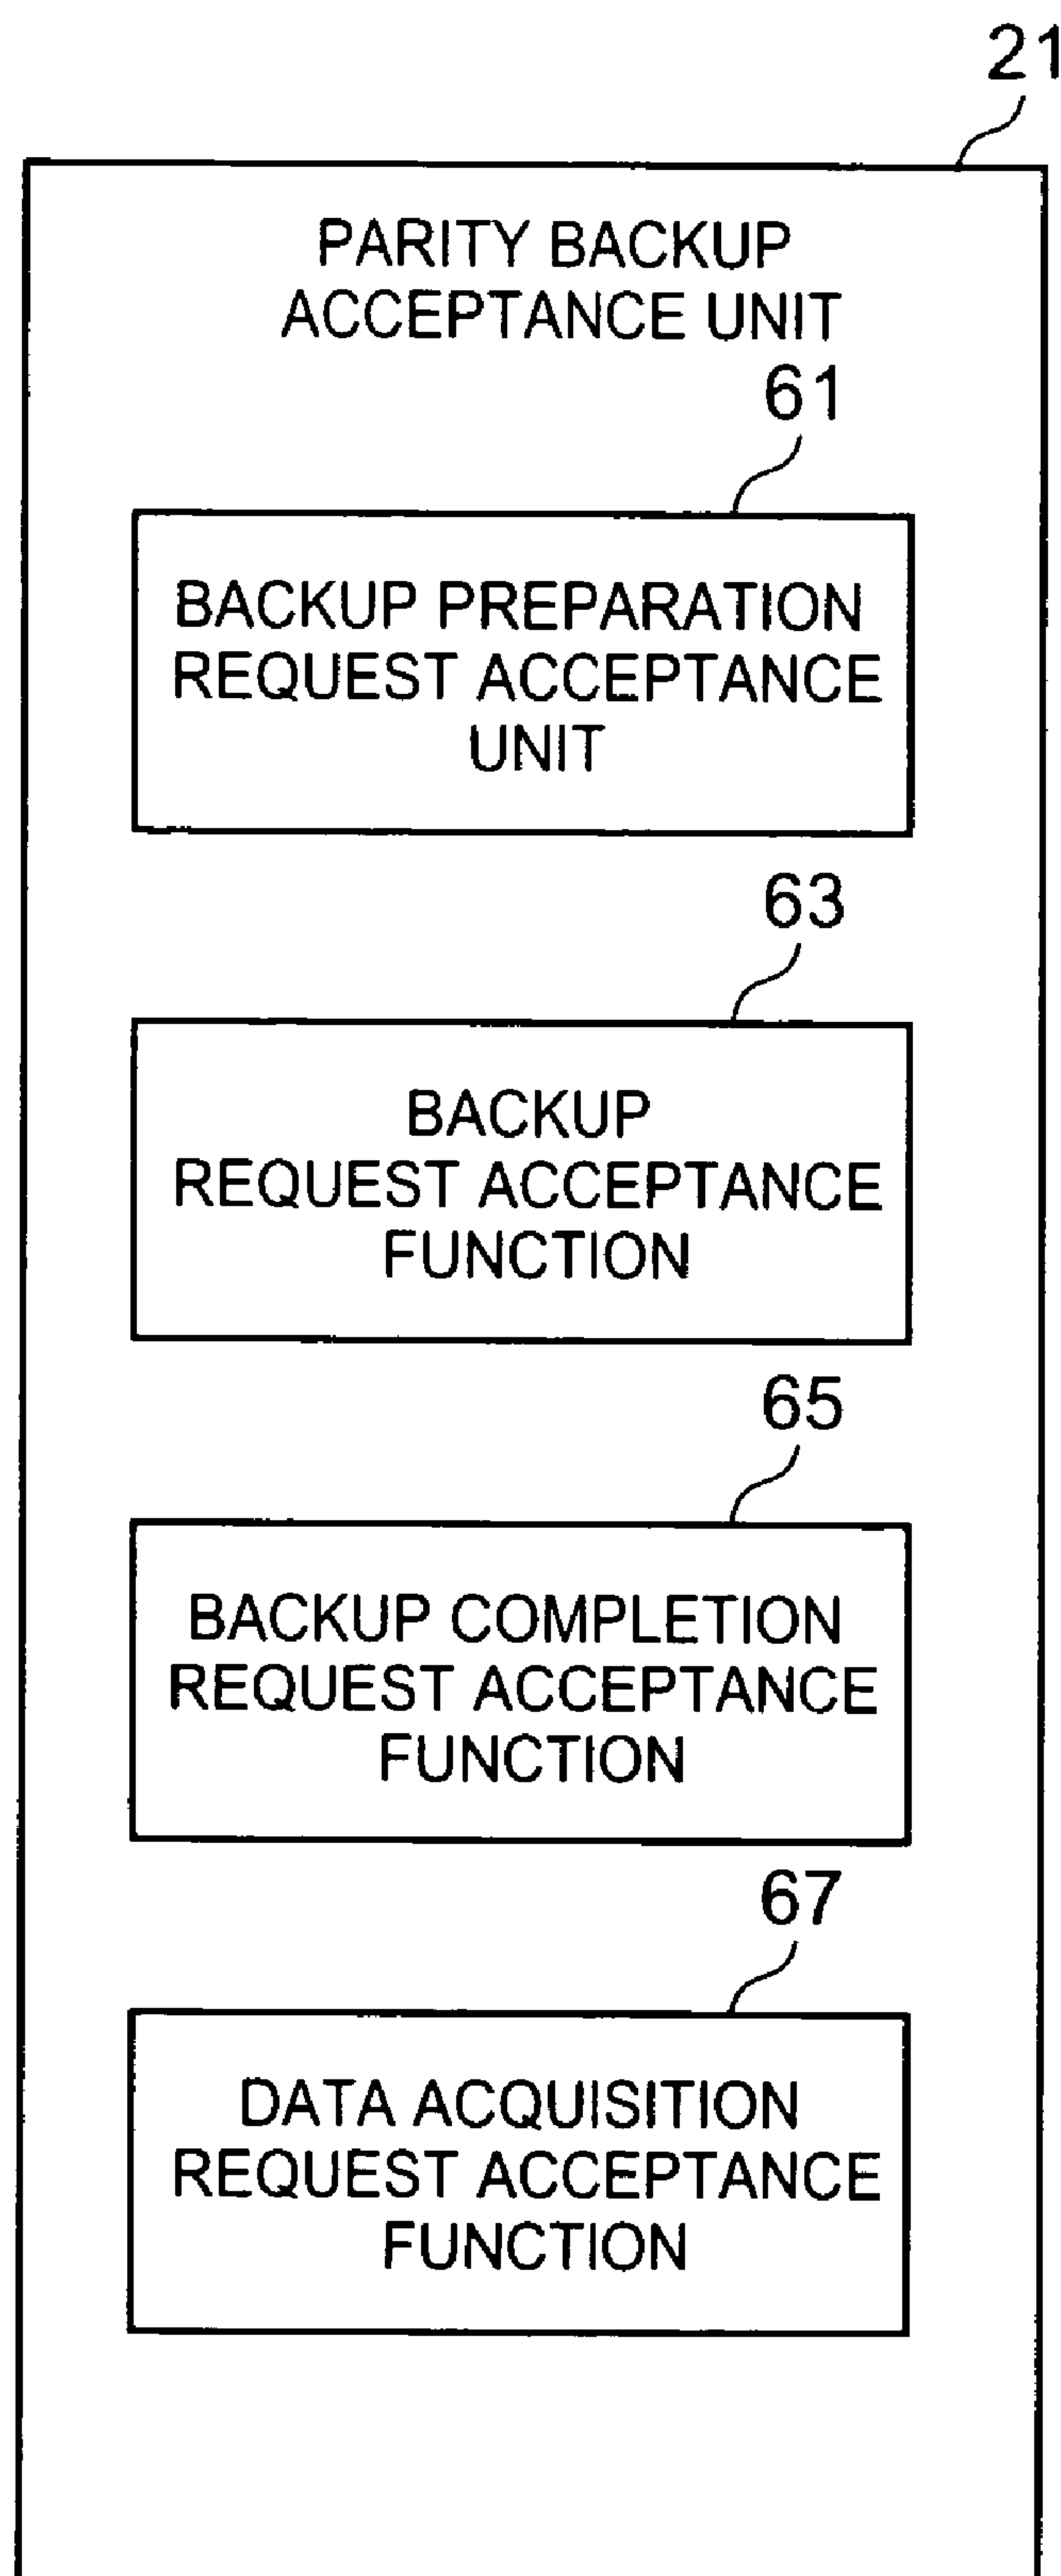 21
PARITY BACKUP
ACCEPTANCE UNIT
61
BACKUP PREPARATION
REQUEST ACCEPTANCE
UNIT
63
BACKUP
REQUEST ACCEPTANCE
FUNCTION
65
BACKUP COMPLETION
REQUEST ACCEPTANCE
FUNCTION
67
DATA ACQUISITION
REQUEST ACCEPTANCE
FUNCTION